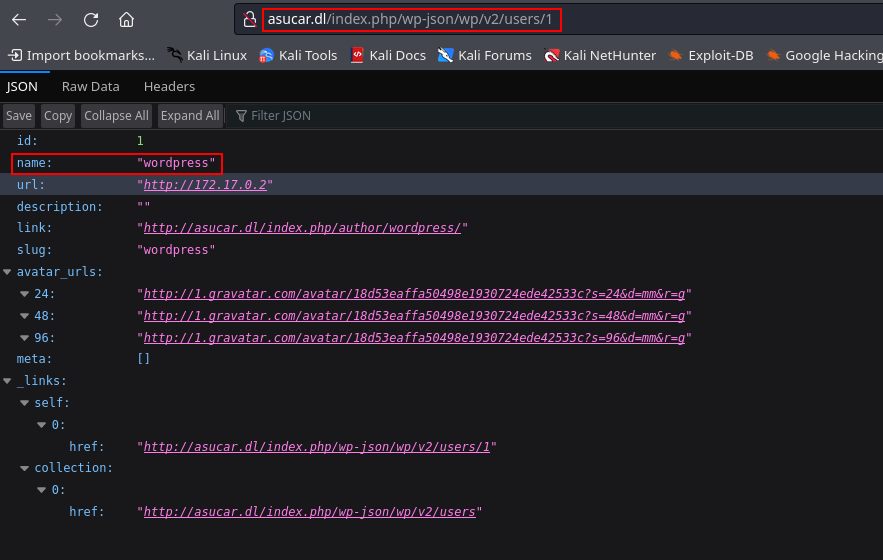 asucar.dl/index.php/wp-json/wp/v2/users/1
Import bookmarks... Kali Linux Kali Tools Kali Docs Kali Forums Kali NetHunter Exploit-DB Google Hacking
JSON Raw Data Headers
Save Copy Collapse All Expand All Filter JSON
id: 1
name: "wordpress"
url: "http://172.17.0.2"
description: ""
link: "http://asucar.dl/index.php/author/wordpress/"
slug: "wordpress"
avatar_urls:
24: "http://1.gravatar.com/avatar/18d53eaffa50498e1930724ede42533c?s=24&d=mm&r=g"
48: "http://1.gravatar.com/avatar/18d53eaffa50498e1930724ede42533c?s=48&d=mm&r=g"
96: "http://1.gravatar.com/avatar/18d53eaffa50498e1930724ede42533c?s=96&d=mm&r=g"
meta: []
_links:
self:
0:
href: "http://asucar.dl/index.php/wp-json/wp/v2/users/1"
collection:
0:
href: "http://asucar.dl/index.php/wp-json/wp/v2/users"